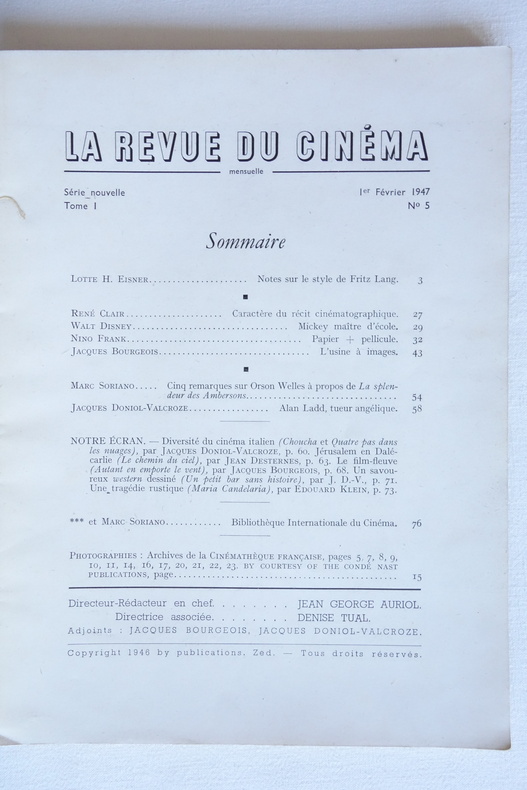 LA REVUE DU CINÉMA
mensuelle
Série nouvelle 1er Février 1947
Tome I No 5
Sommaire
LOTTE H. EISNER..................... Notes sur le style de Fritz Lang. 3
RENÉ CLAIR.................... Caractère du récit cinématographique. 27
WALT DISNEY................................. Mickey maître d'école. 29
NINO FRANK..................................... Papier + pellicule. 32
JACQUES BOURGEOIS................................ L'usine à images. 43
MARC SORIANO..... Cinq remarques sur Orson Welles à propos de La splen-
deur des Ambersons................................ 54
JACQUES DONIOL-VALCROZE................. Alan Ladd, tueur angélique. 58
NOTRE ÉCRAN. — Diversité du cinéma italien (Choucha et Quatre pas dans
les nuages), par JACQUES DONIOL-VALCROZE, p. 60. Jérusalem en Dalé-
carlie (Le chemin du ciel), par JEAN DESTERNES, p. 63. Le film-fleuve
(Autant en emporte le vent), par JACQUES BOURGEOIS, p. 68. Un savou-
reux western dessiné (Un petit bar sans histoire), par J. D.-V., p. 71.
Une tragédie rustique (Maria Candelaria), par EDOUARD KLEIN, p. 73.
*** et MARC SORIANO............ Bibliothèque Internationale du Cinéma. 76
PHOTOGRAPHIES : Archives de la CINÉMATHÈQUE FRANÇAISE, pages 5, 7, 8, 9,
10, 11, 14, 16, 17, 20, 21, 22, 23. BY COURTESY OF THE CONDÉ NAST
PUBLICATIONS, page................................................ 15
Directeur-Rédacteur en chef. . . . . . . . JEAN GEORGE AURIOL.
Directrice associée. . . . . . . . DENISE TUAL.
Adjoints : JACQUES BOURGEOIS, JACQUES DONIOL-VALCROZE.
Copyright 1946 by publications. Zed. — Tous droits réservés.